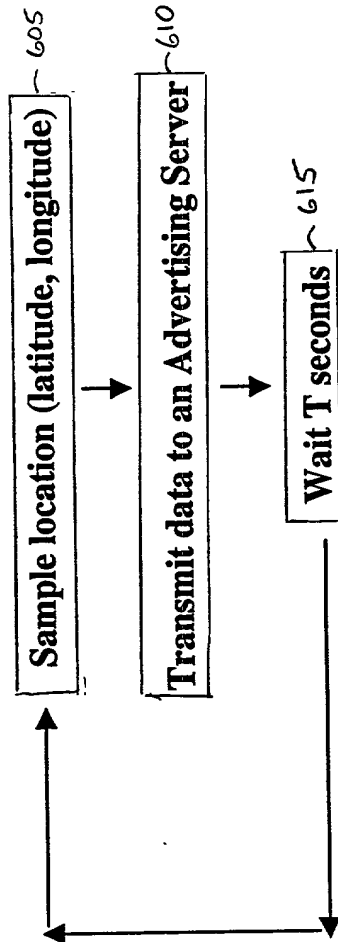 Sample location (latitude, longitude)
605
Transmit data to an Advertising Server
610
Wait T seconds
615